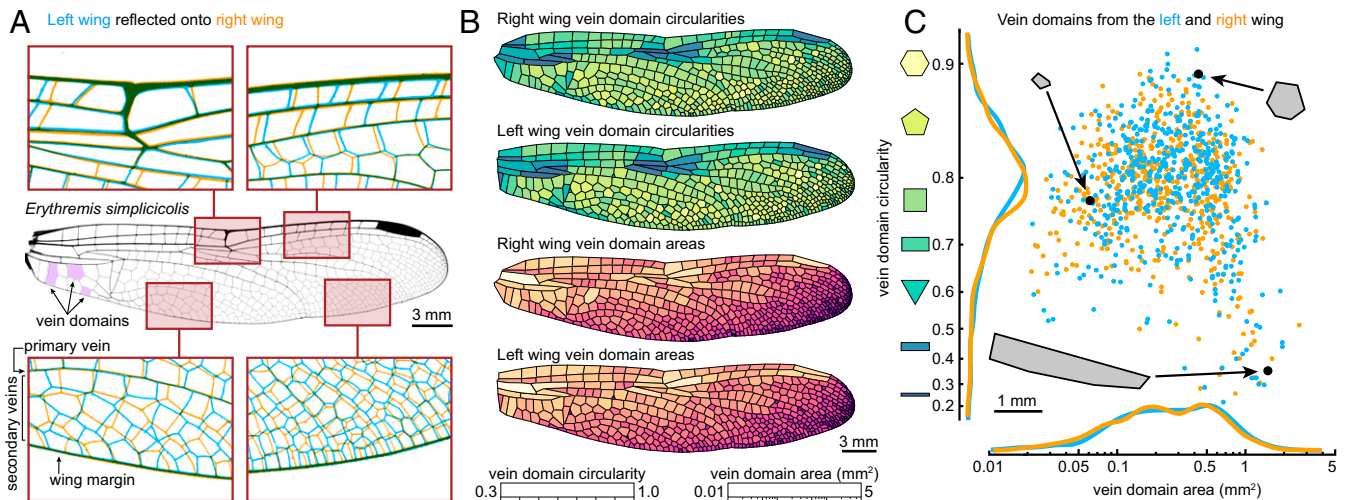 A
Left wing reflected onto right wing
Erythremis simplicicolis
vein domains
3 mm
primary vein
secondary veins
wing margin
B
Right wing vein domain circularities
Left wing vein domain circularities
Right wing vein domain areas
Left wing vein domain areas
3 mm
vein domain circularity
0.3 1.0
vein domain area (mm²)
0.01 5
C
Vein domains from the left and right wing
vein domain circularity
0.9
0.8
0.7
0.6
0.5
0.4
0.3
0.2
1 mm
0.01 0.05 0.1 0.5 1 5
vein domain area (mm²)